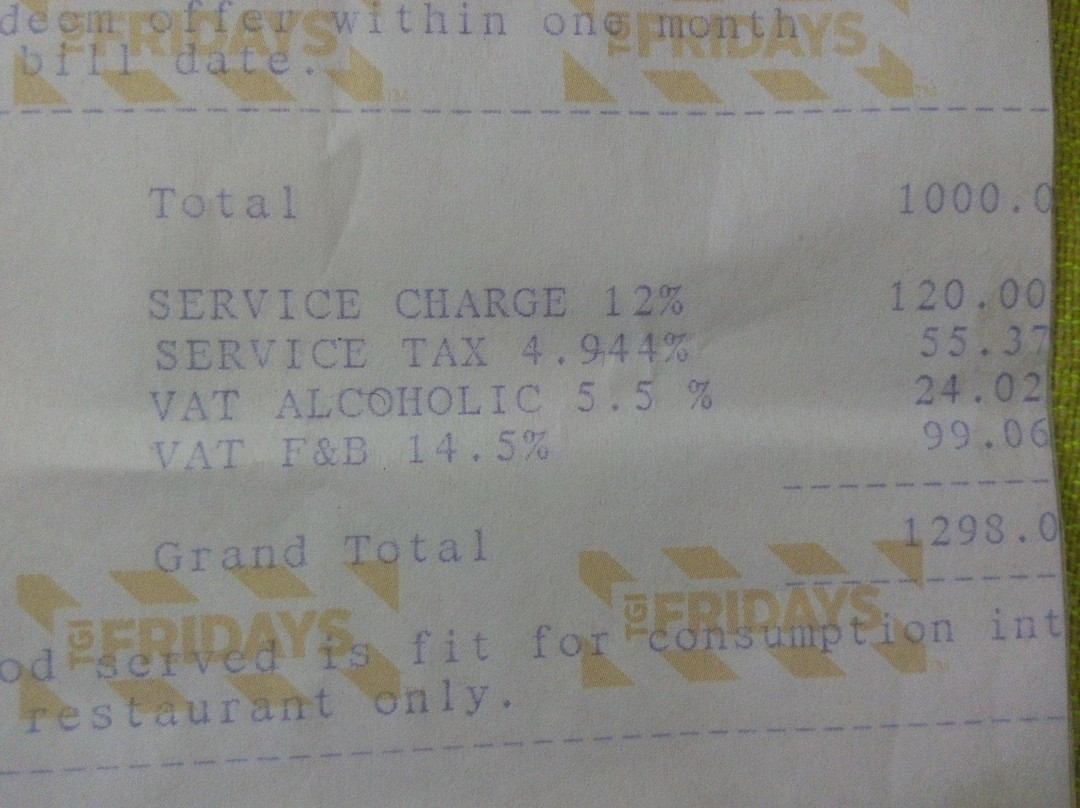 deem offer within one month
bill date.
TGI FRIDAYS TGI FRIDAYS
Total 1000.0
SERVICE CHARGE 12% 120.00
SERVICE TAX 4.944% 55.37
VAT ALCOHOLIC 5.5 % 24.02
VAT F&B 14.5% 99.06
Grand Total 1298.0
TGI FRIDAYS TGI FRIDAYS
od served is fit for consumption int
restaurant only.